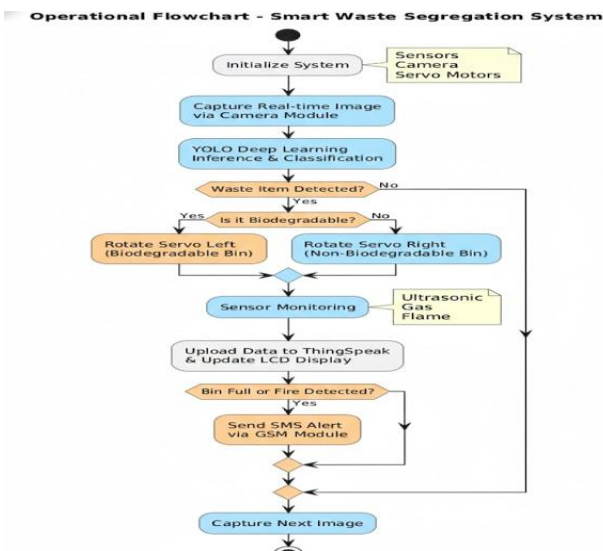 Operational Flowchart - Smart Waste Segregation System
Initialize System
Sensors
Camera
Servo Motors
Capture Real-time Image
via Camera Module
YOLO Deep Learning
Inference & Classification
Waste Item Detected?
No
Yes
Is it Biodegradable?
Yes
No
Rotate Servo Left
(Biodegradable Bin)
Rotate Servo Right
(Non-Biodegradable Bin)
Sensor Monitoring
Ultrasonic
Gas
Flame
Upload Data to ThingSpeak
& Update LCD Display
Bin Full or Fire Detected?
Yes
Send SMS Alert
via GSM Module
Capture Next Image